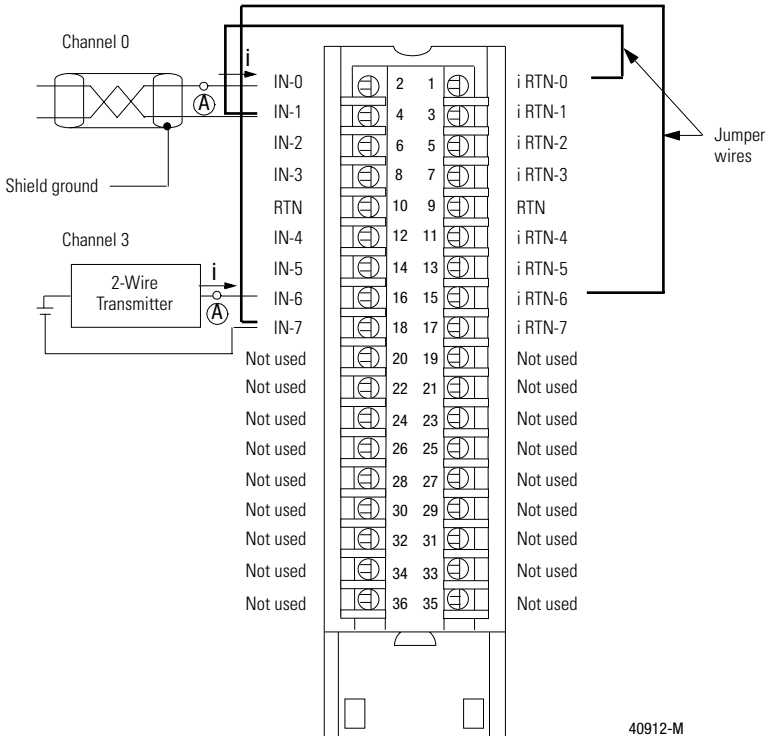 Channel 0
i
A
IN-0 2 1 i RTN-0
IN-1 4 3 i RTN-1
IN-2 6 5 i RTN-2
Jumper
wires
IN-3 8 7 i RTN-3
Shield ground
RTN 10 9 RTN
Channel 3
IN-4 12 11 i RTN-4
i
2-Wire
Transmitter
A
IN-5 14 13 i RTN-5
IN-6 16 15 i RTN-6
IN-7 18 17 i RTN-7
Not used 20 19 Not used
Not used 22 21 Not used
Not used 24 23 Not used
Not used 26 25 Not used
Not used 28 27 Not used
Not used 30 29 Not used
Not used 32 31 Not used
Not used 34 33 Not used
Not used 36 35 Not used
40912-M